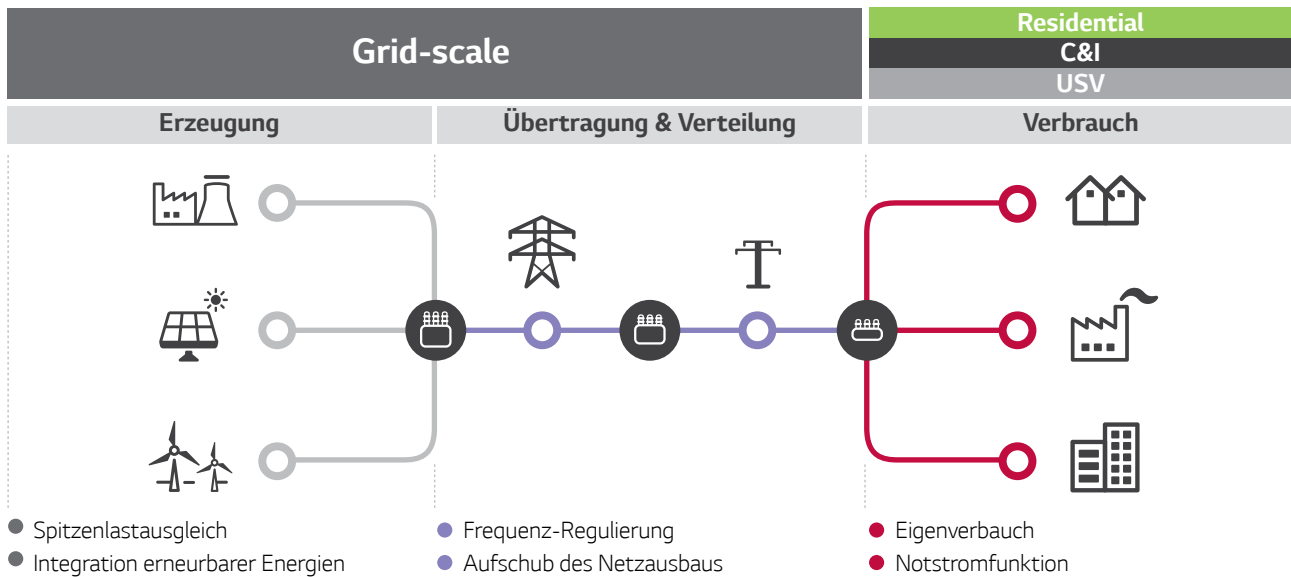 Grid-scale
Residential
C&I
USV
Erzeugung
Übertragung & Verteilung
Verbrauch
Spitzenlastausgleich
Integration erneurbarer Energien
Frequenz-Regulierung
Aufschub des Netzausbaus
Eigenverbauch
Notstromfunktion